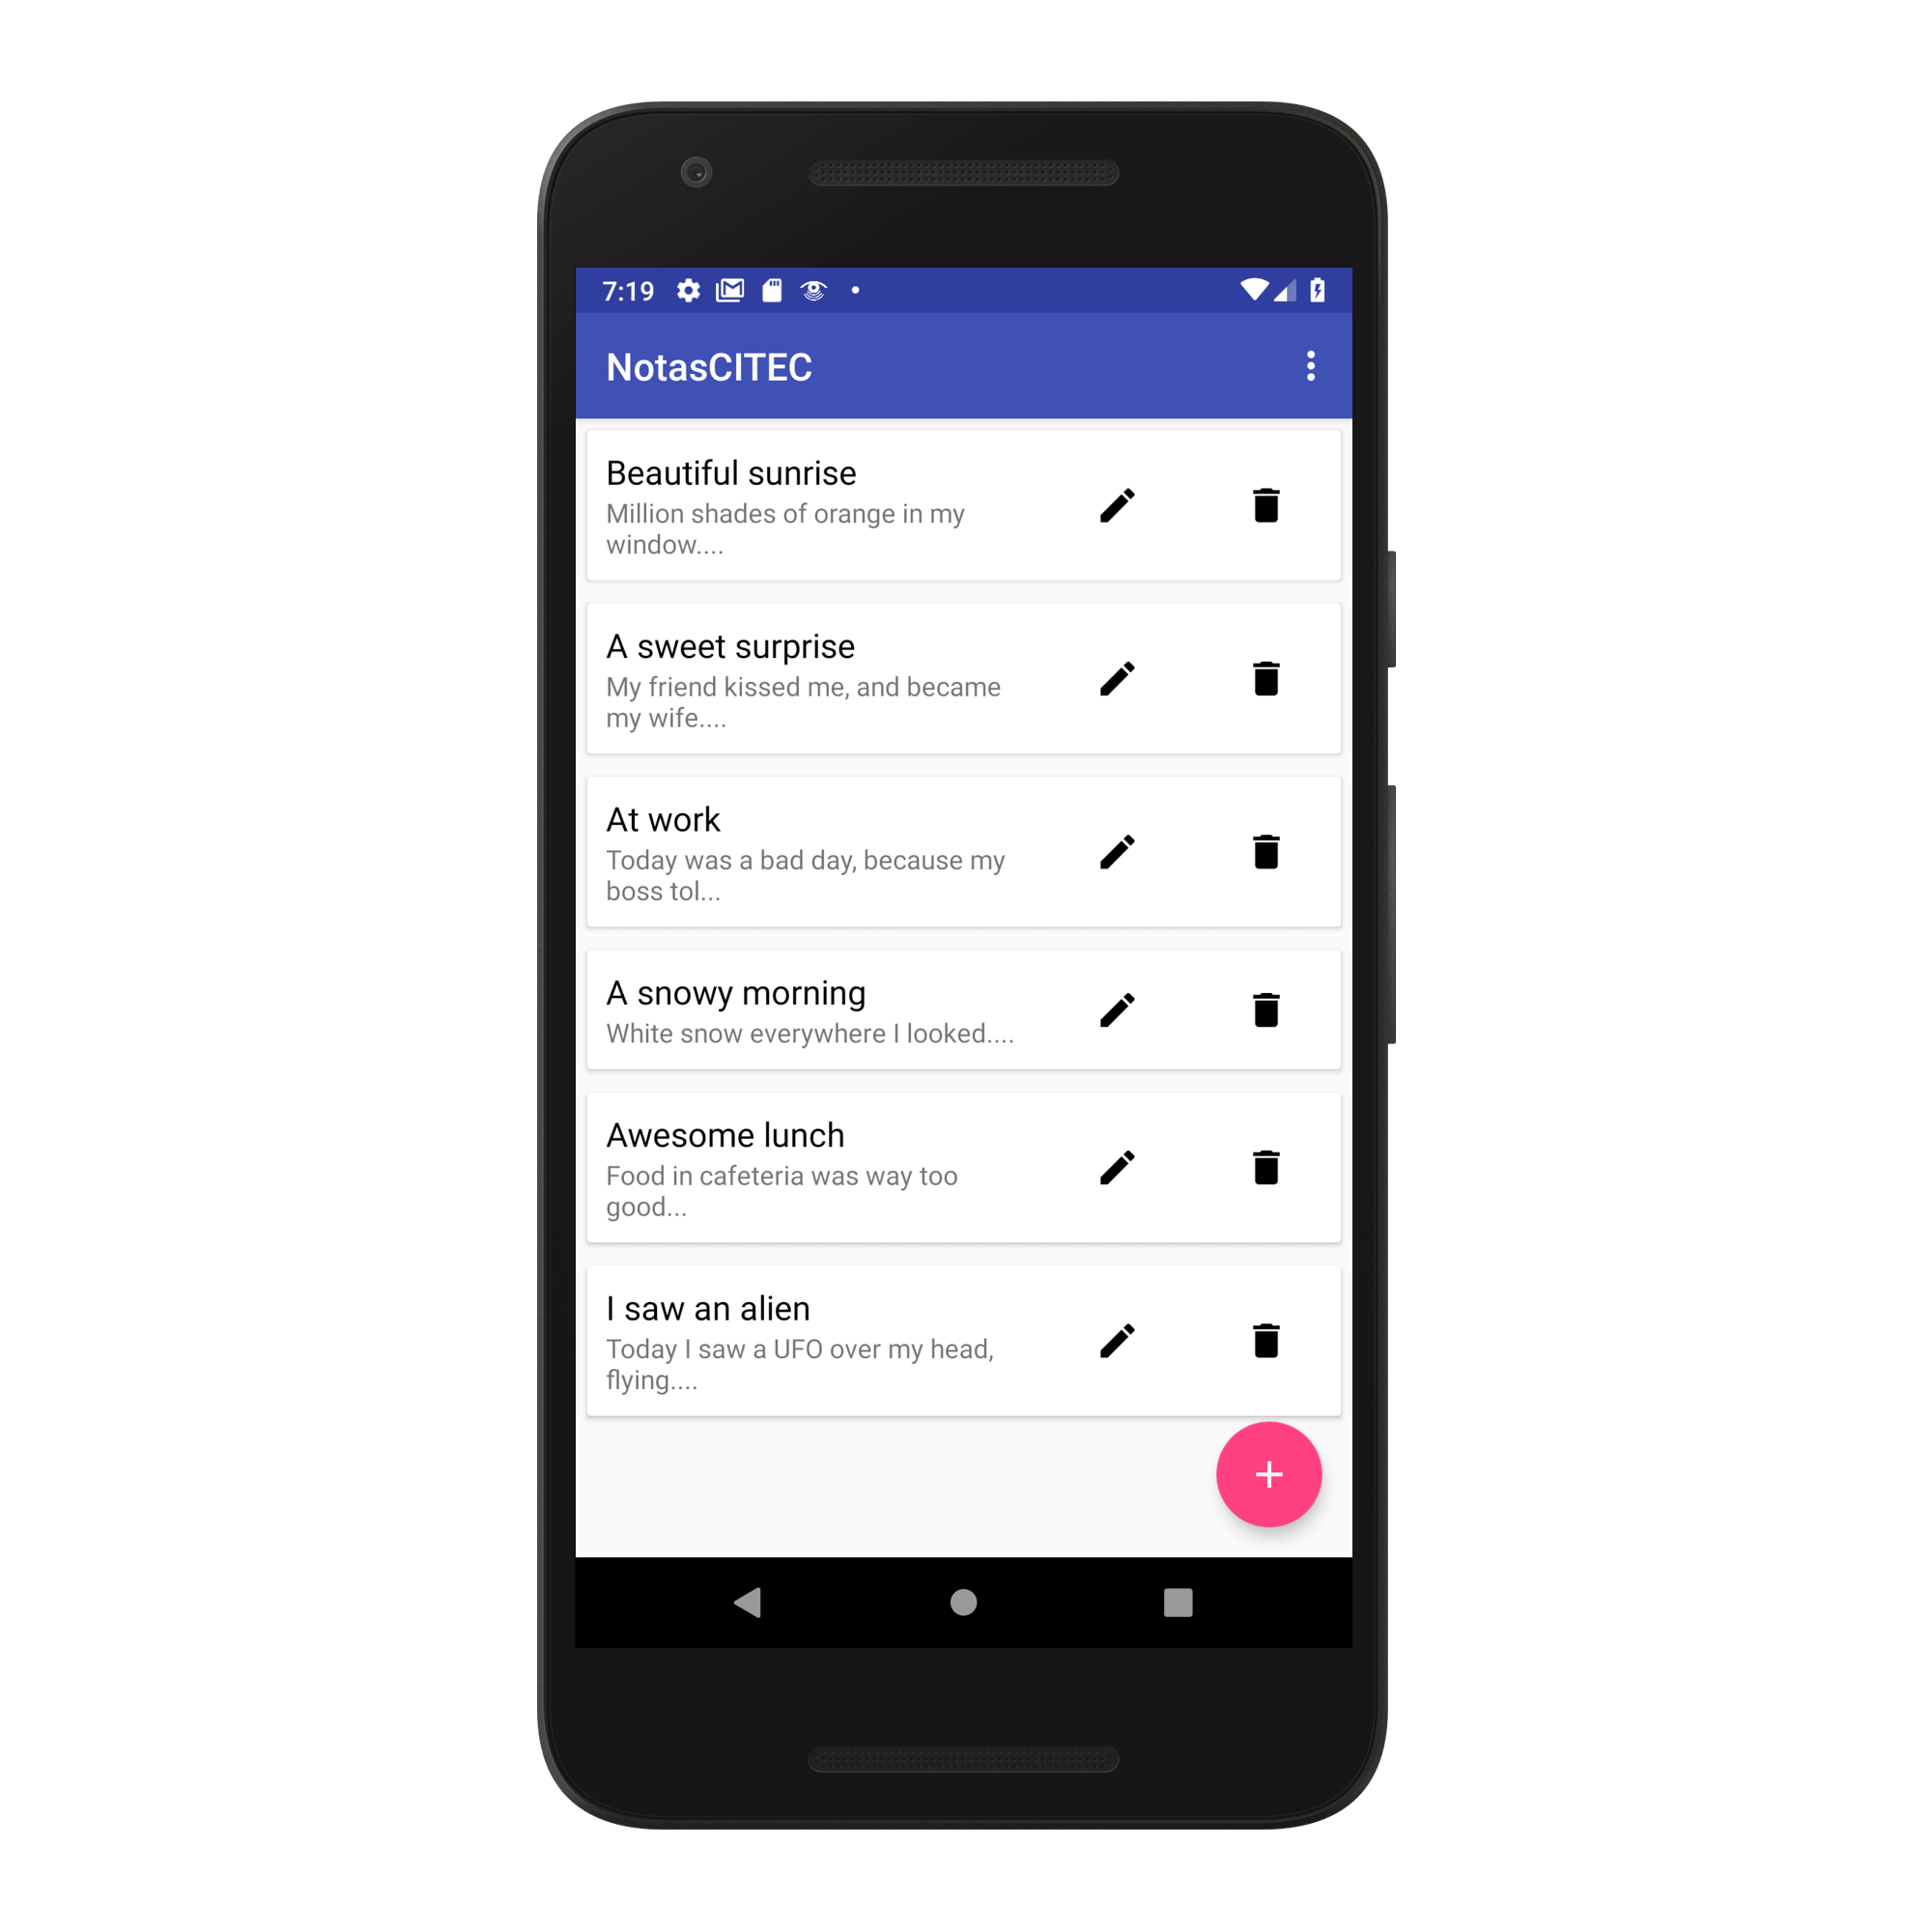 7:19
NotasCITEC
Beautiful sunrise
Million shades of orange in my
window....
A sweet surprise
My friend kissed me, and became
my wife....
At work
Today was a bad day, because my
boss tol...
A snowy morning
White snow everywhere I looked....
Awesome lunch
Food in cafeteria was way too
good...
I saw an alien
Today I saw a UFO over my head,
flying....